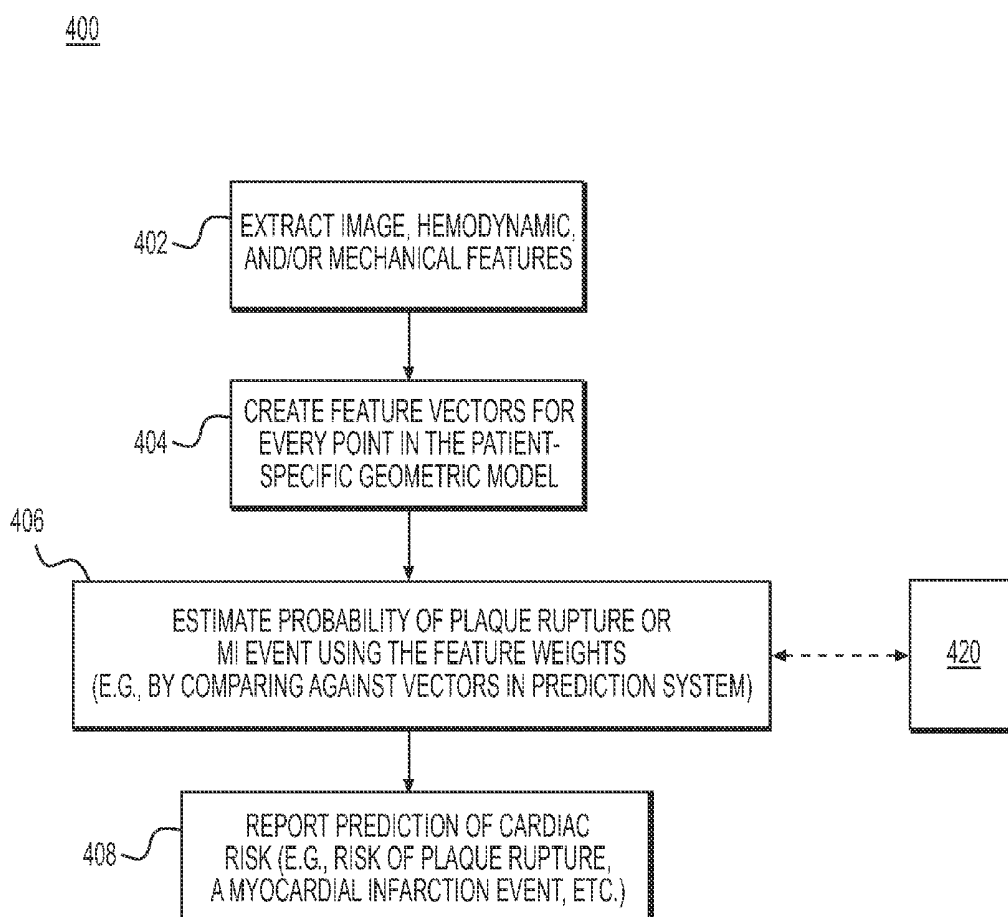 400
402
EXTRACT IMAGE, HEMODYNAMIC,
AND/OR MECHANICAL FEATURES
404
CREATE FEATURE VECTORS FOR
EVERY POINT IN THE PATIENT-
SPECIFIC GEOMETRIC MODEL
406
ESTIMATE PROBABILITY OF PLAQUE RUPTURE OR
MI EVENT USING THE FEATURE WEIGHTS
(E.G., BY COMPARING AGAINST VECTORS IN PREDICTION SYSTEM)
420
408
REPORT PREDICTION OF CARDIAC
RISK (E.G., RISK OF PLAQUE RUPTURE,
A MYOCARDIAL INFARCTION EVENT, ETC.)